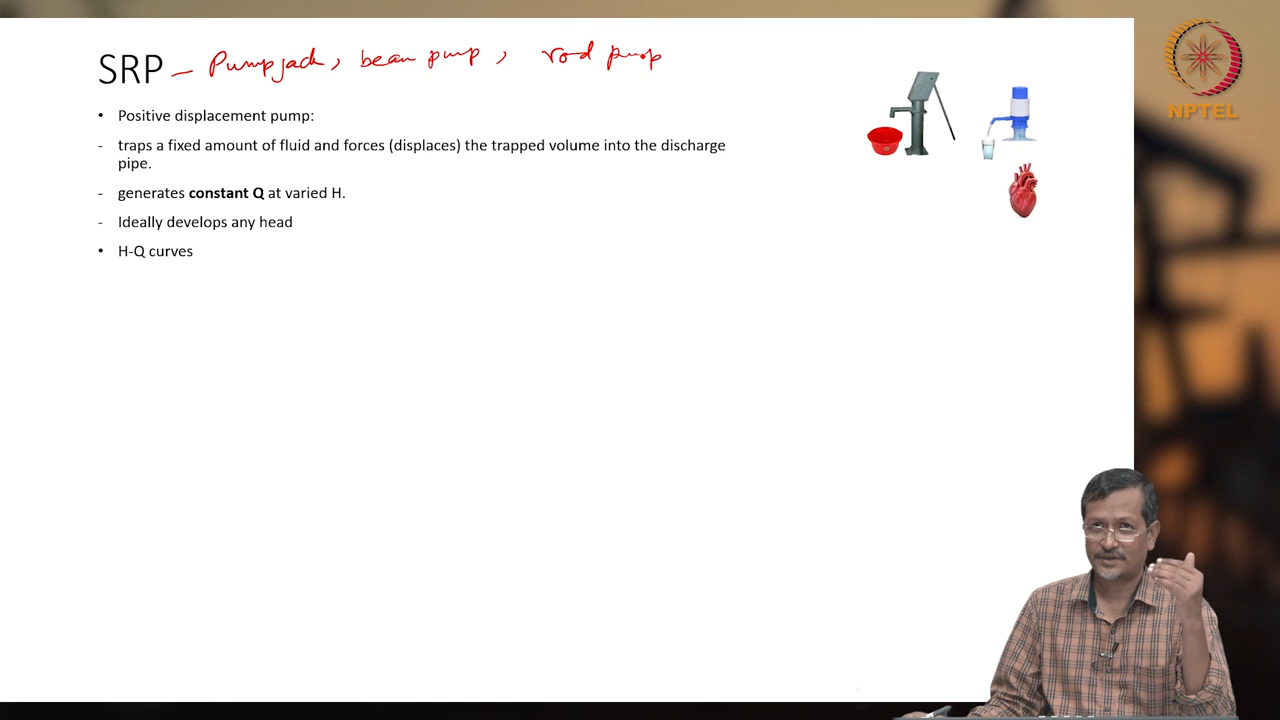 SRP – Pumpjack, beam pump, rod pump
• Positive displacement pump:
- traps a fixed amount of fluid and forces (displaces) the trapped volume into the discharge
pipe.
- generates constant Q at varied H.
- Ideally develops any head
• H-Q curves
NPTEL